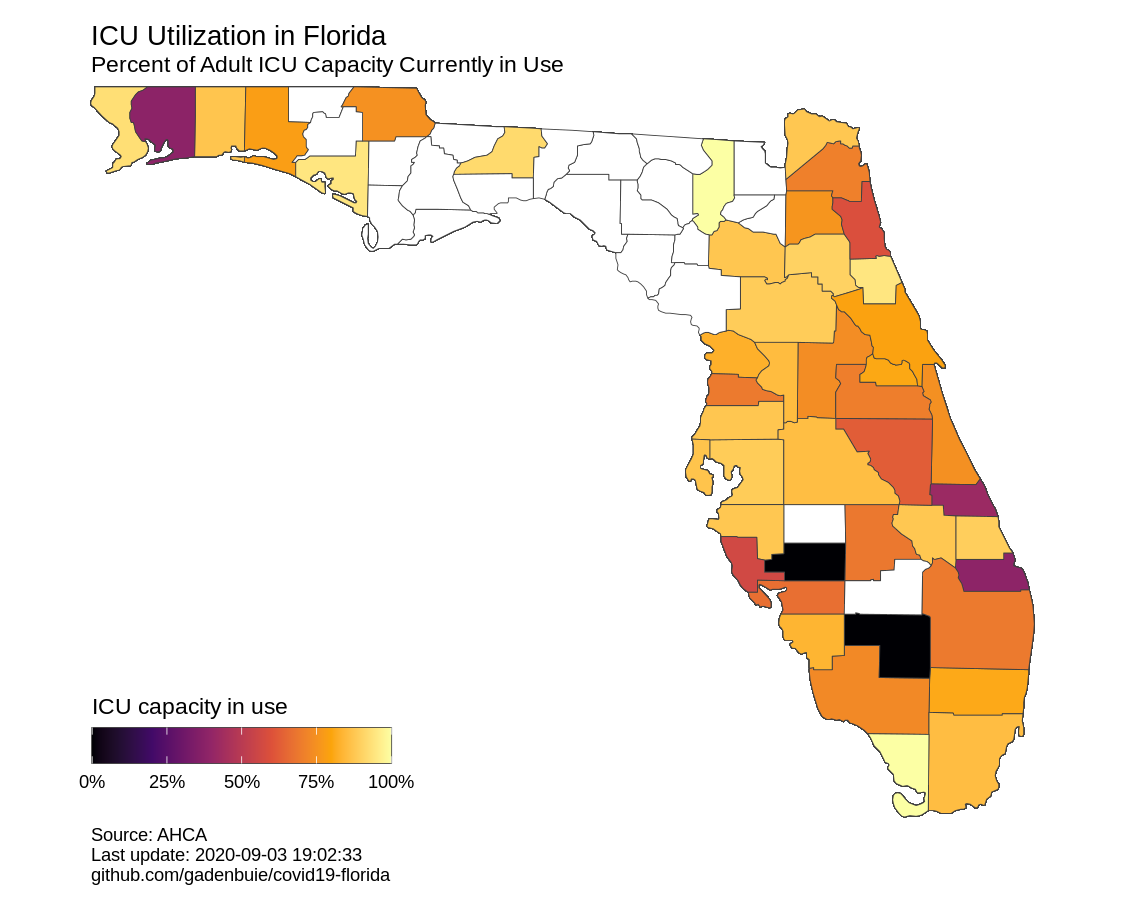 ICU Utilization in Florida
Percent of Adult ICU Capacity Currently in Use
ICU capacity in use
0% 25% 50% 75% 100%
Source: AHCA
Last update: 2020-09-03 19:02:33
github.com/gadenbuie/covid19-florida